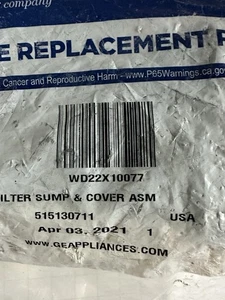 company
E REPLACEMENT P
Cancer and Reproductive Harm - www.P65Warnings.ca.gov
WD22X10077
ILTER SUMP & COVER ASM
515130711 USA
Apr 03, 2021 1
WWW.GEAPPLIANCES.COM